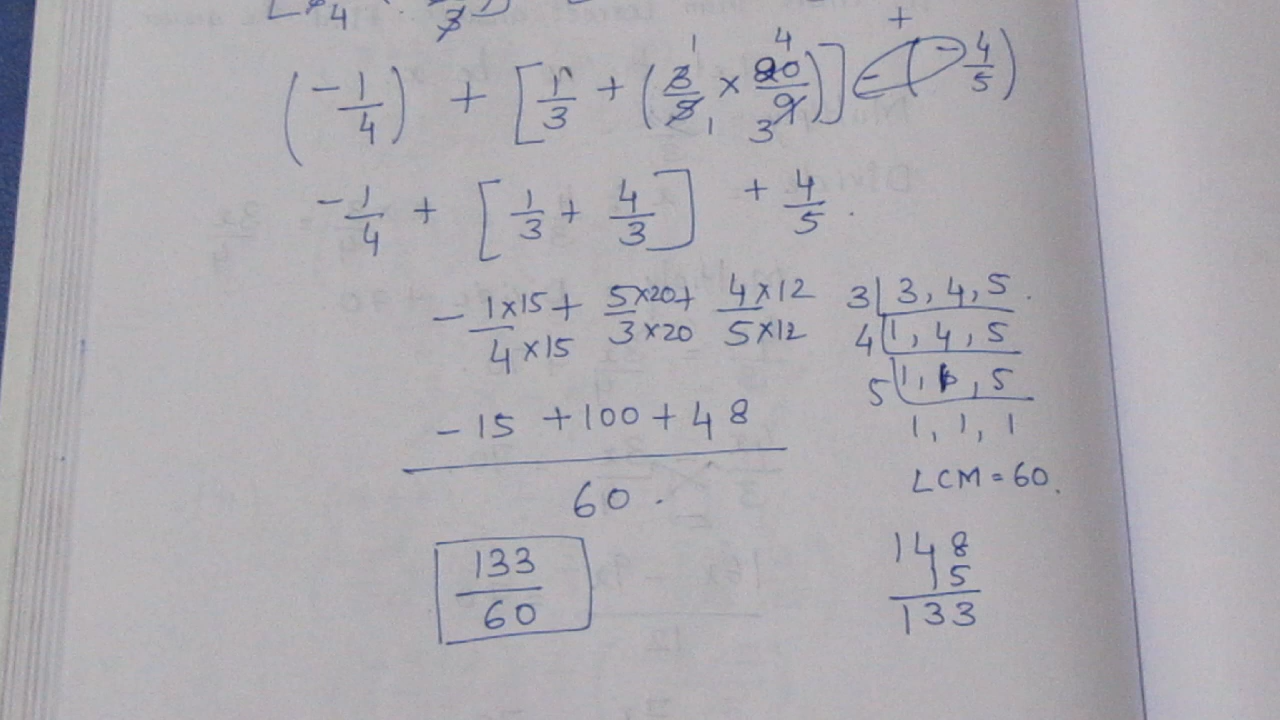 (-1/4) + [1/3 + (3/5 × 20/9)] - (-4/5)
-1/4 + [1/3 + 4/3] + 4/5
-1×15/4×15 + 5×20/3×20 + 4×12/5×12
3 | 3, 4, 5
4 | 1, 4, 5
5 | 1, 1, 5
1, 1, 1
-15 + 100 + 48
60
LCM = 60
133/60
148
15
133